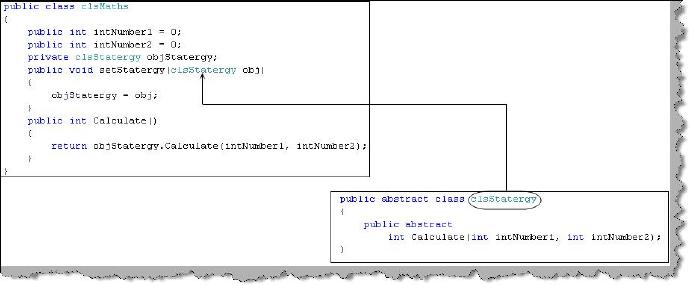 public class clsMaths
{
public int intNumber1 = 0;
public int intNumber2 = 0;
private clsStatergy objStatergy;
public void setStatergy(clsStatergy obj)
{
objStatergy = obj;
}
public int Calculate()
{
return objStatergy.Calculate(intNumber1, intNumber2);
}
}
public abstract class clsStatergy
{
public abstract
int Calculate(int intNumber1, int intNumber2);
}